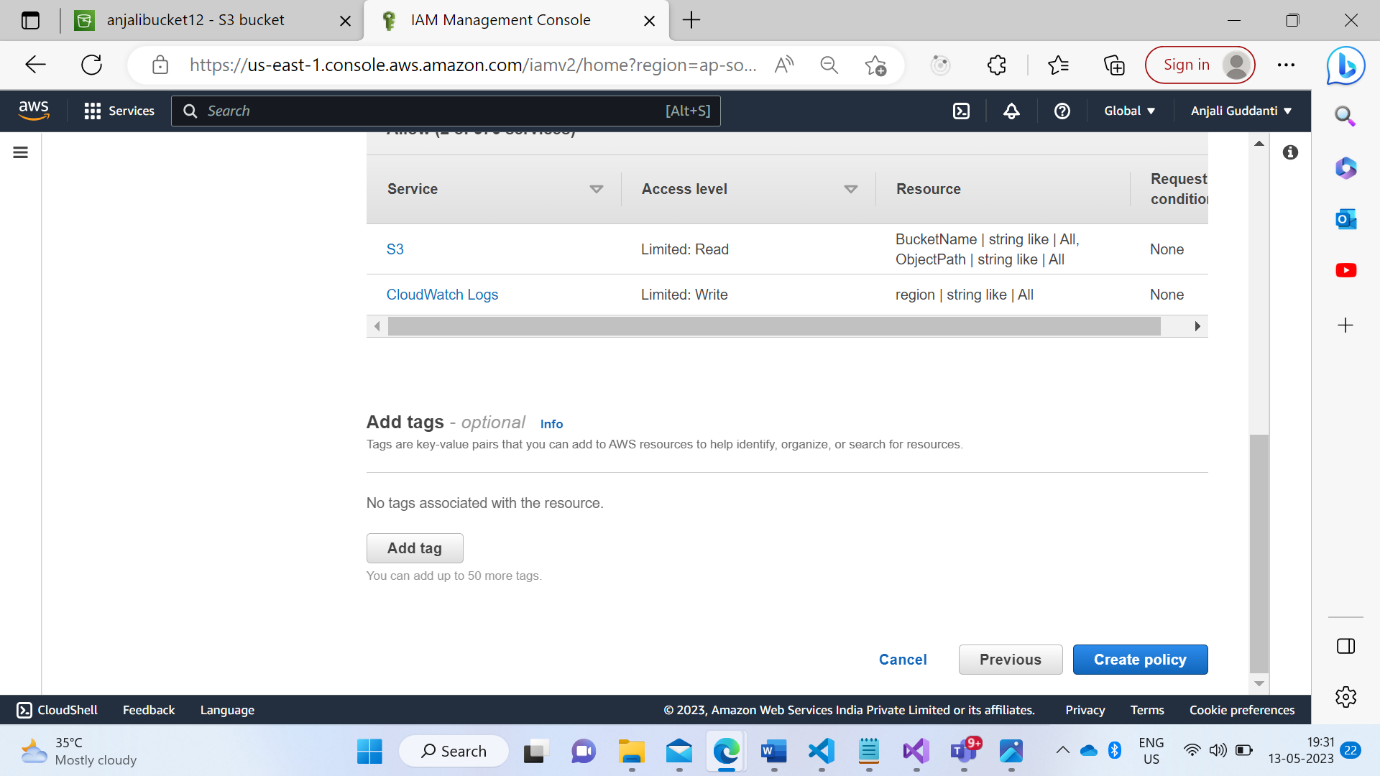 anjalibucket12 - S3 bucket
IAM Management Console
https://us-east-1.console.aws.amazon.com/iamv2/home?region=ap-so...
Sign in
aws
Services
Search
[Alt+S]
Global
Anjali Guddanti
Service
Access level
Resource
Request
condition
S3
Limited: Read
BucketName | string like | All,
ObjectPath | string like | All
None
CloudWatch Logs
Limited: Write
region | string like | All
None
Add tags - optional Info
Tags are key-value pairs that you can add to AWS resources to help identify, organize, or search for resources.
No tags associated with the resource.
Add tag
You can add up to 50 more tags.
Cancel
Previous
Create policy
CloudShell
Feedback
Language
© 2023, Amazon Web Services India Private Limited or its affiliates.
Privacy
Terms
Cookie preferences
35°C
Mostly cloudy
Search
9+
ENG
US
19:31
13-05-2023
22